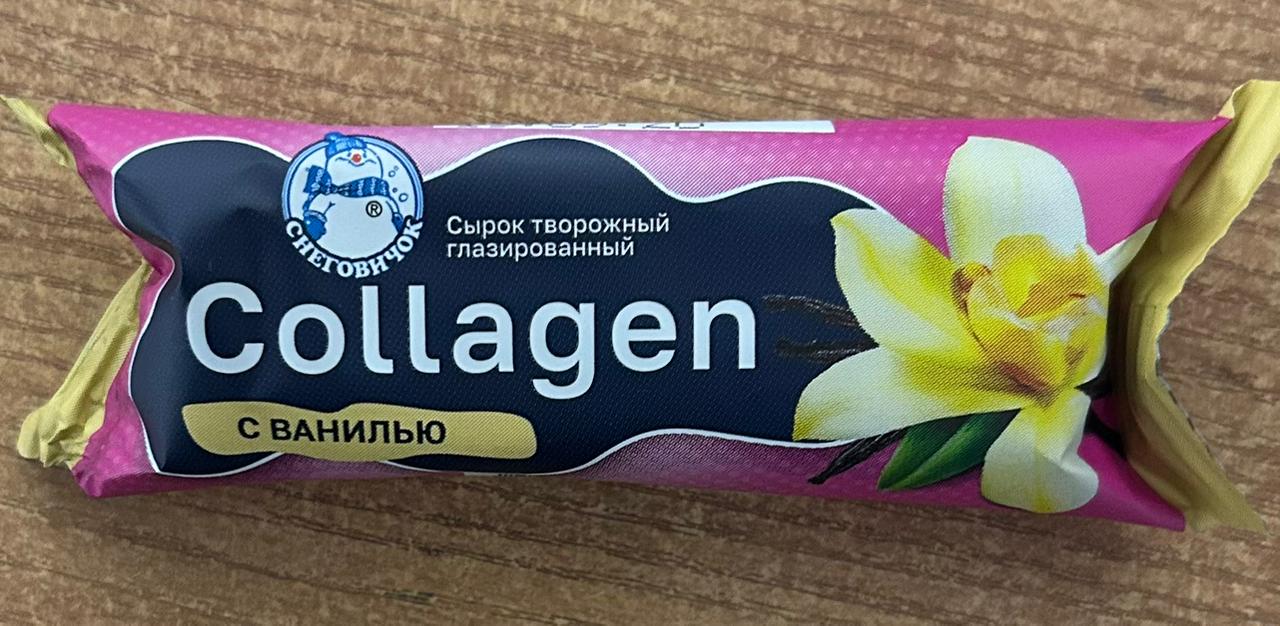 СНЕГОВИЧОК
®
Сырок творожный
глазированный
Collagen
С ВАНИЛЬЮ